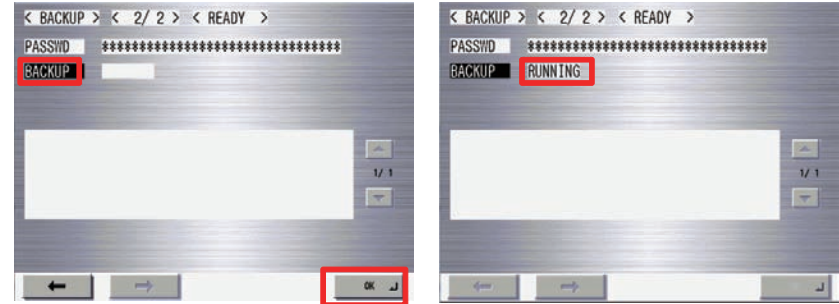 < BACKUP > < 2/ 2 > < READY >
PASSWD ********************************
BACKUP
1/ 1
OK
< BACKUP > < 2/ 2 > < READY >
PASSWD ********************************
BACKUP RUNNING
1/ 1